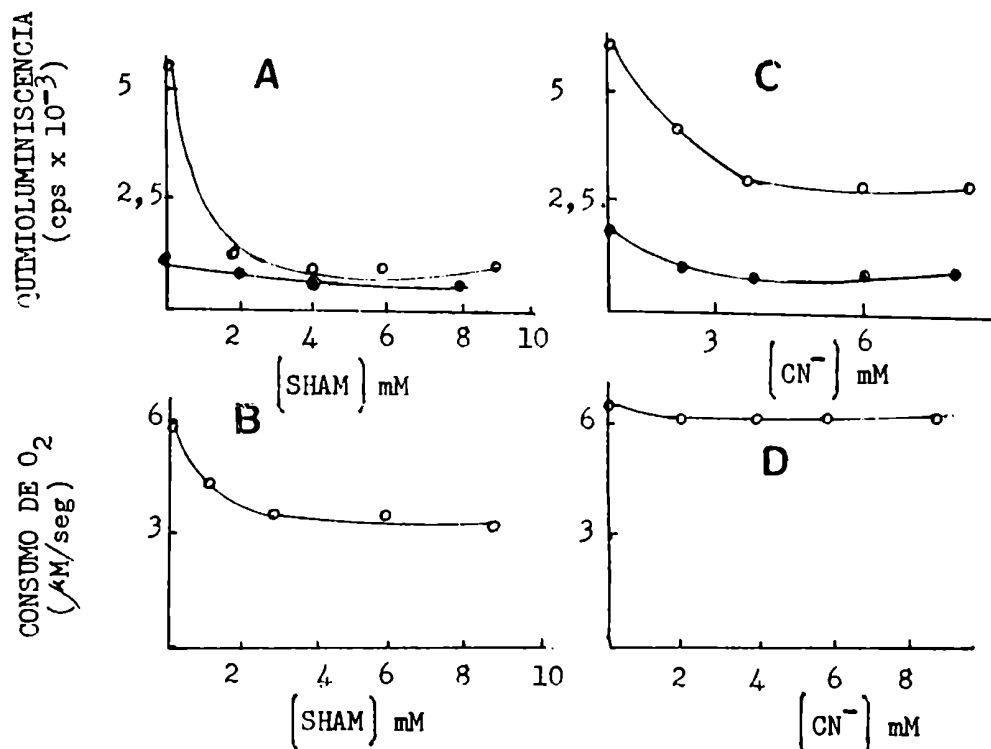 QUIMIOLUMINISCENCIA
(cps x 10⁻³)
A
5
2,5
2 4 6 8 10
[SHAM] mM
C
5
2,5
3 6
[CN⁻] mM
CONSUMO DE O₂
(μM/seg)
B
6
3
2 4 6 8 10
[SHAM] mM
D
6
3
2 4 6 8
[CN⁻] mM